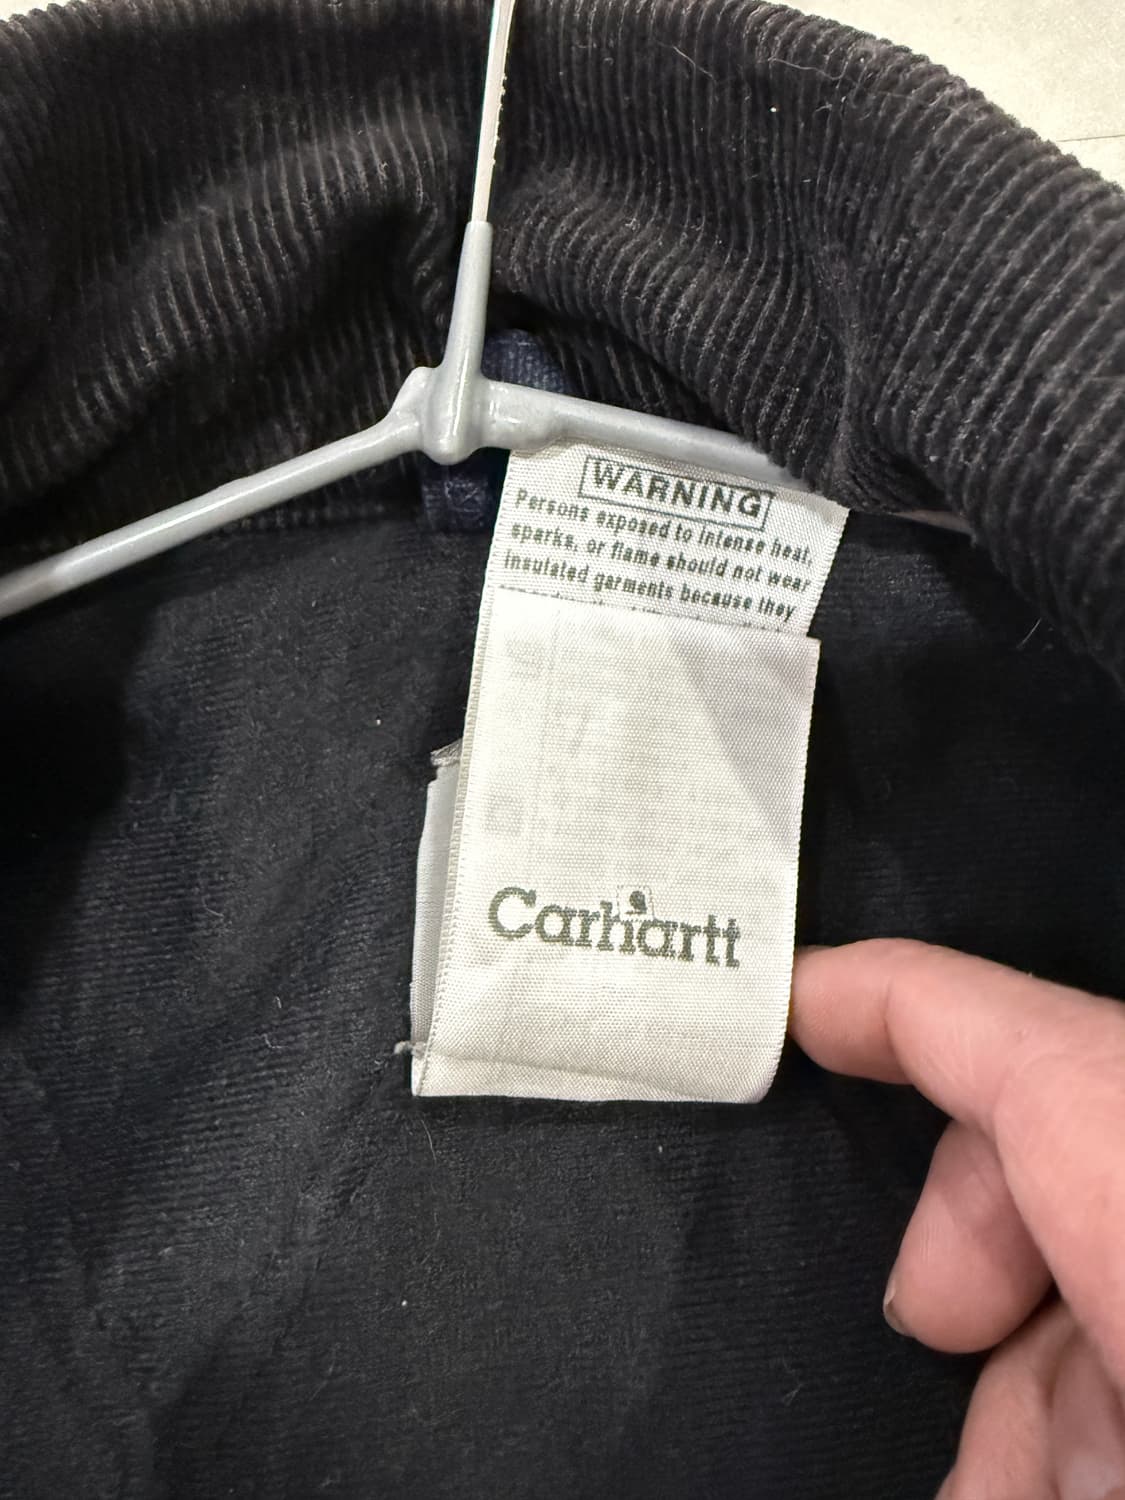 WARNING
Persons exposed to intense heat,
sparks, or flame should not wear
insulated garments because they
Carhartt